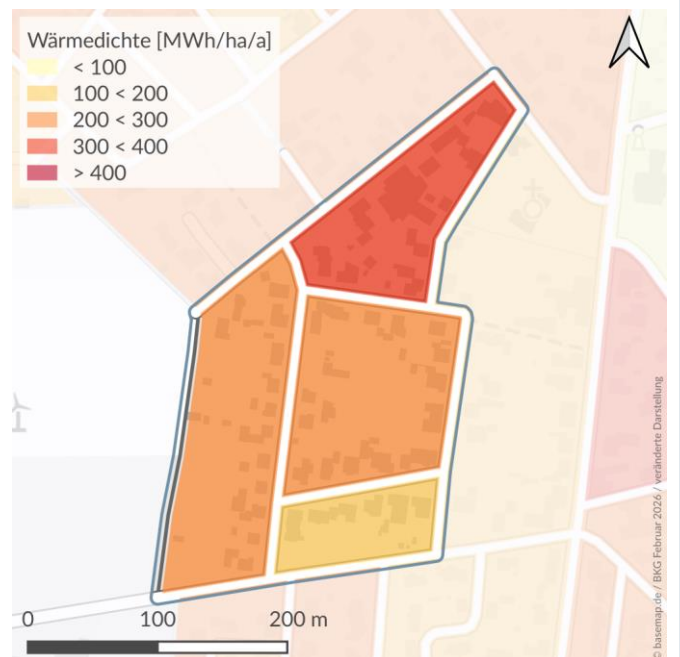 Wärmedichte [MWh/ha/a]
< 100
100 < 200
200 < 300
300 < 400
> 400
0 100 200 m
© basemap.de / BKG Februar 2026 / veränderte Darstellung